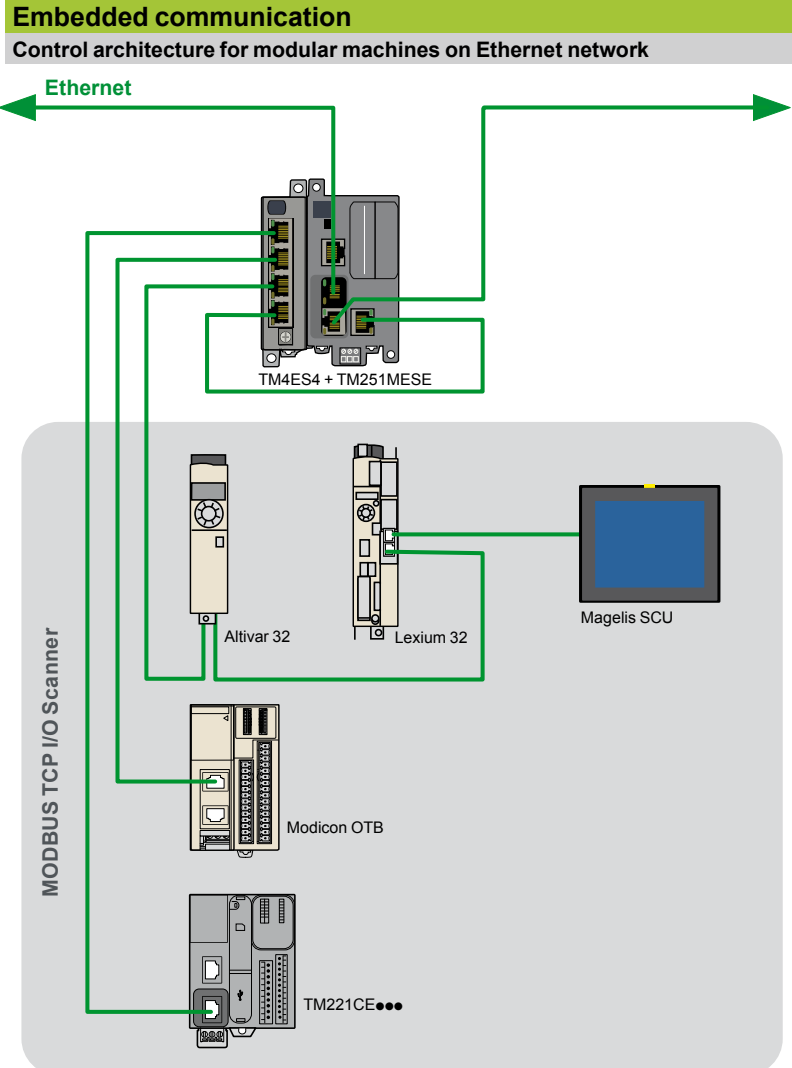 Embedded communication
Control architecture for modular machines on Ethernet network
Ethernet
TM4ES4 + TM251MESE
Altivar 32
Lexium 32
Magelis SCU
MODBUS TCP I/O Scanner
Modicon OTB
TM221CE●●●